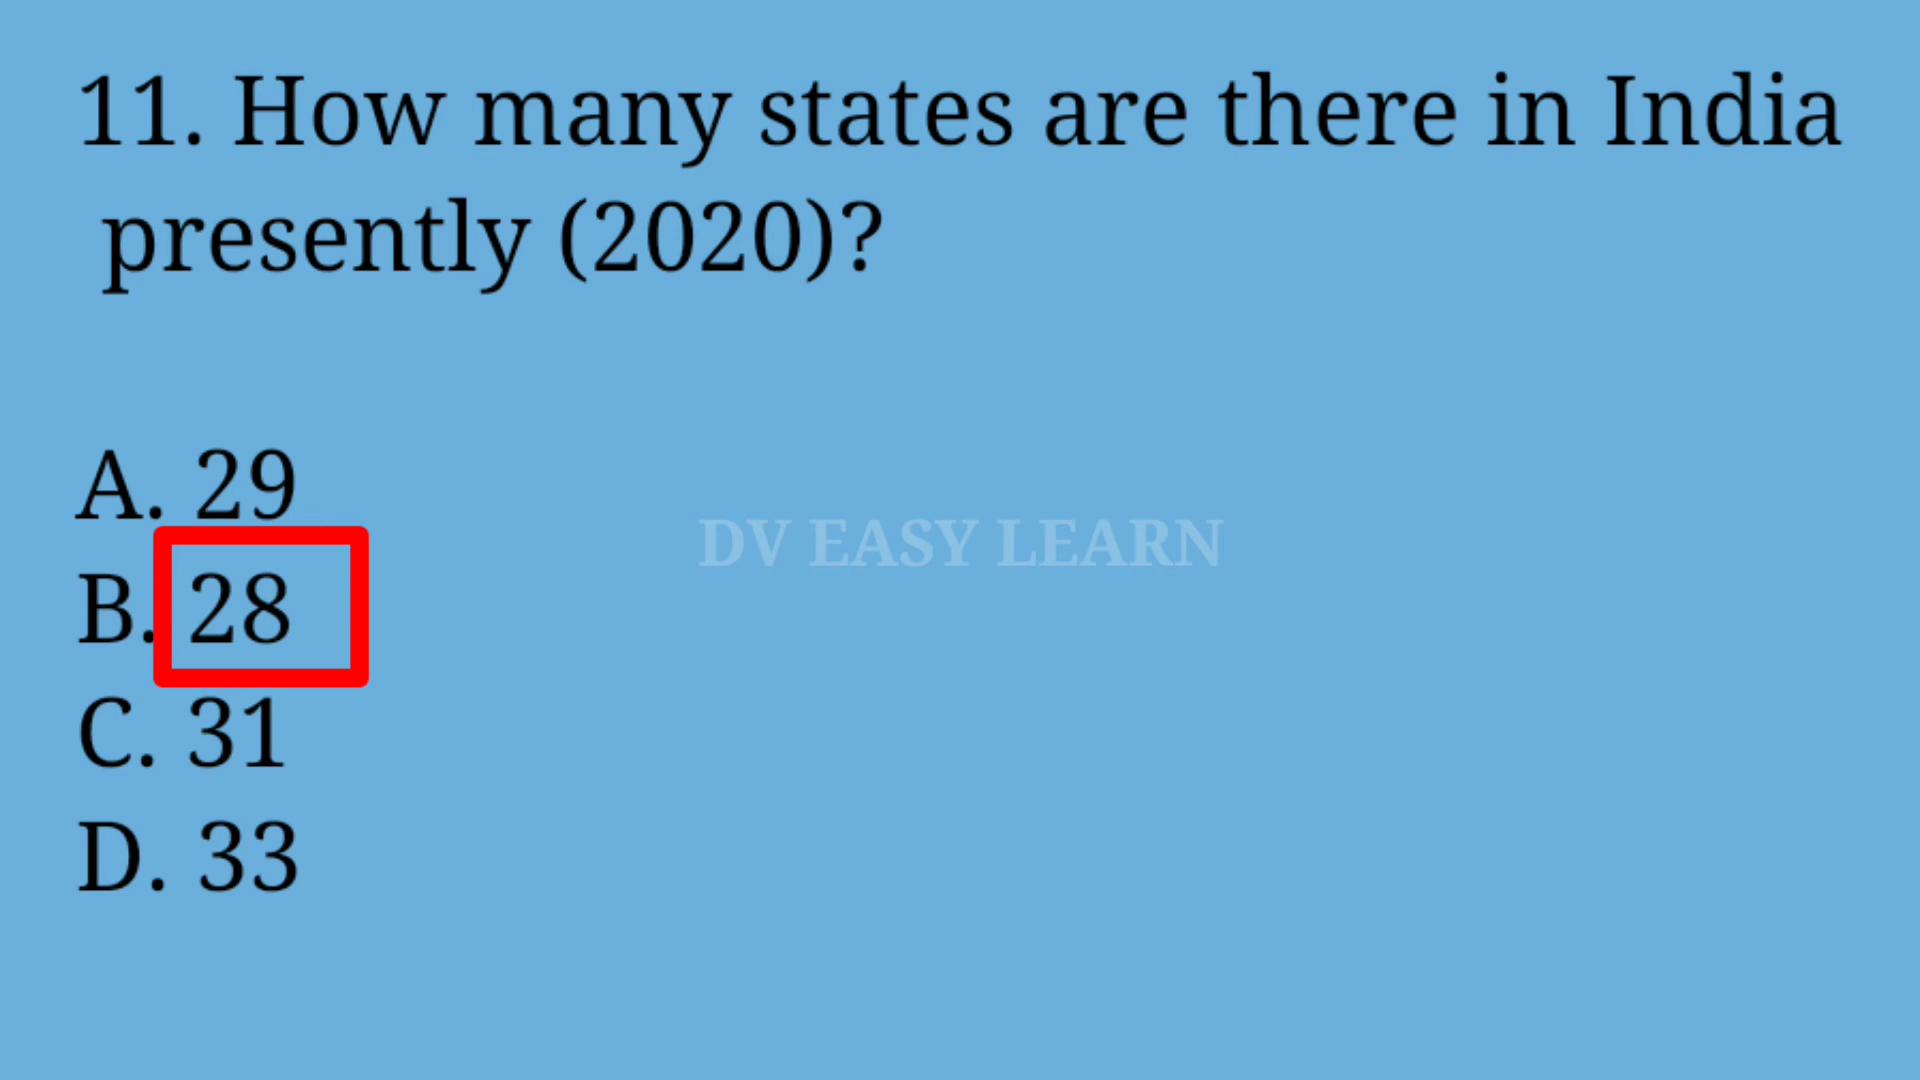 11. How many states are there in India
presently (2020)?
A. 29
DV EASY LEARN
B. 28
C. 31
D. 33